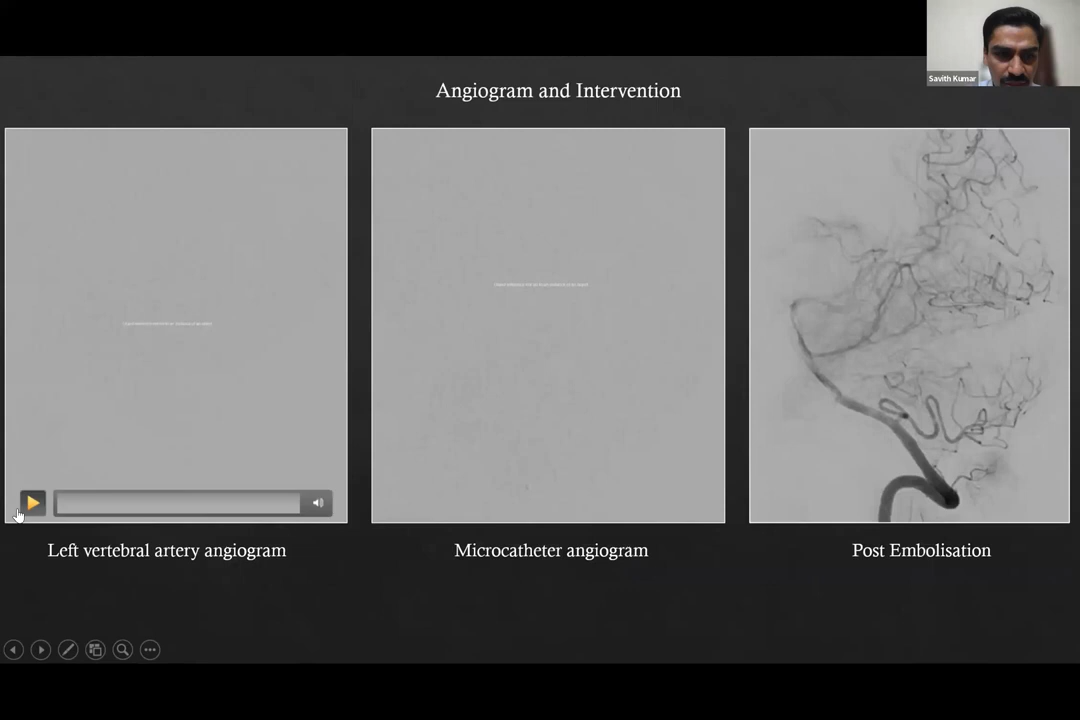 Savith Kumar
Angiogram and Intervention
Left vertebral artery angiogram
Microcatheter angiogram
Post Embolisation